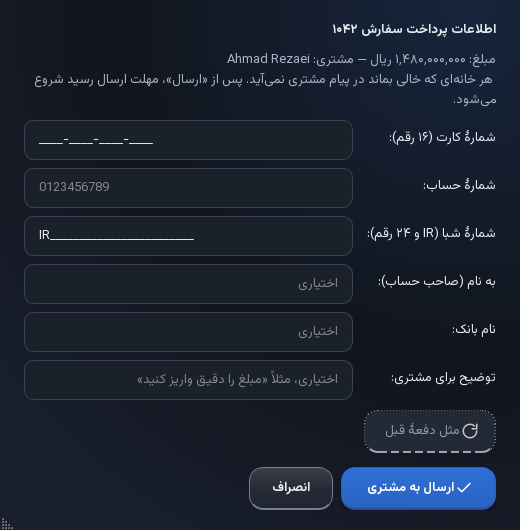 اطلاعات پرداخت سفارش ۱۰۴۲
مبلغ: ۱,۴۸۰,۰۰۰,۰۰۰ ریال — مشتری: Ahmad Rezaei
هر خانه‌ای که خالی بماند در پیام مشتری نمی‌آید. پس از «ارسال»، مهلت ارسال رسید شروع
می‌شود.
شمارهٔ کارت (۱۶ رقم):
____-____-____-____
شمارهٔ حساب:
0123456789
شمارهٔ شبا (IR و ۲۴ رقم):
IR________________________
به نام (صاحب حساب):
اختیاری
نام بانک:
اختیاری
توضیح برای مشتری:
اختیاری، مثلاً «مبلغ را دقیق واریز کنید»
مثل دفعهٔ قبل
ارسال به مشتری
انصراف